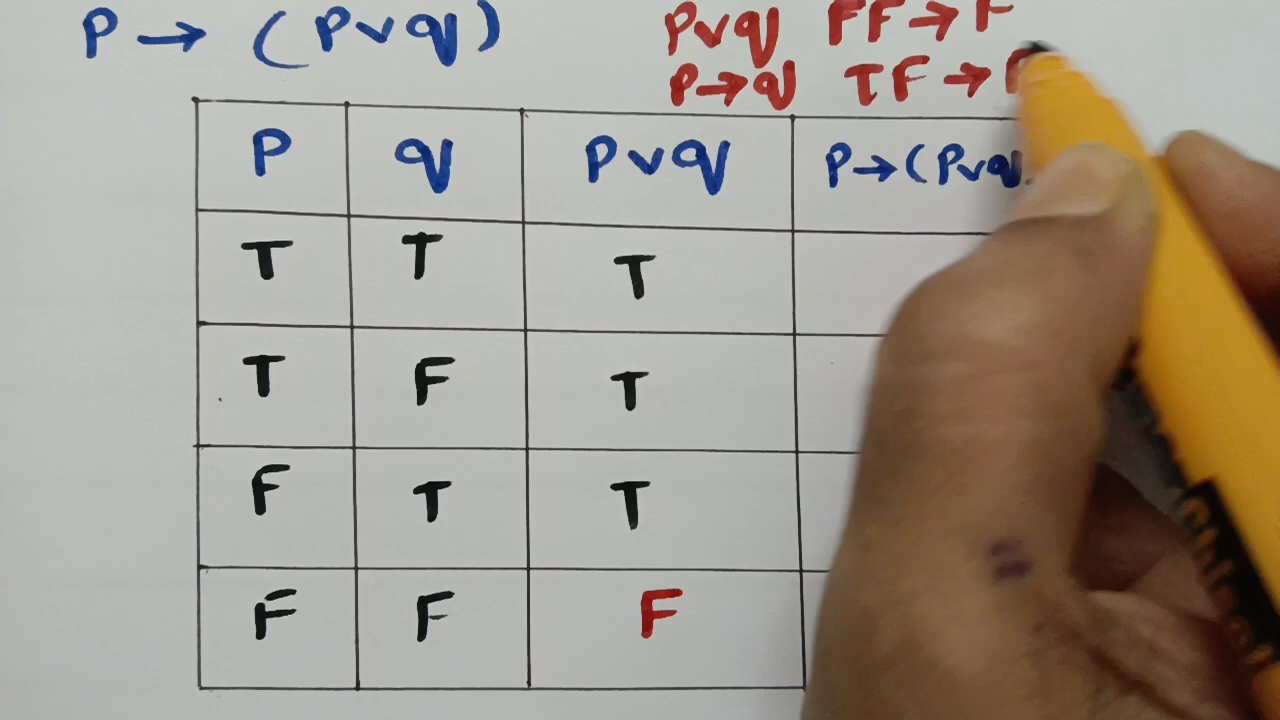 P → (P∨q)
P∨q FF → F
P → q TF → F
P q P∨q P → (P∨q
T T T
T F T
F T T
F F F